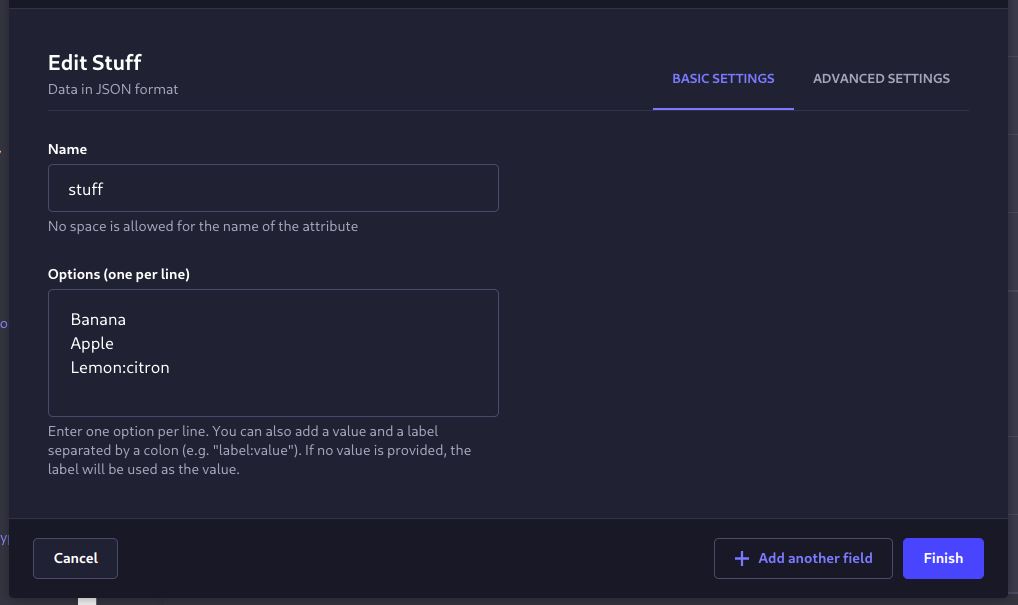 Edit Stuff
Data in JSON format
BASIC SETTINGS
ADVANCED SETTINGS
Name
stuff
No space is allowed for the name of the attribute
Options (one per line)
Banana
Apple
Lemon:citron
Enter one option per line. You can also add a value and a label
separated by a colon (e.g. "label:value"). If no value is provided, the
label will be used as the value.
Cancel
Add another field
Finish